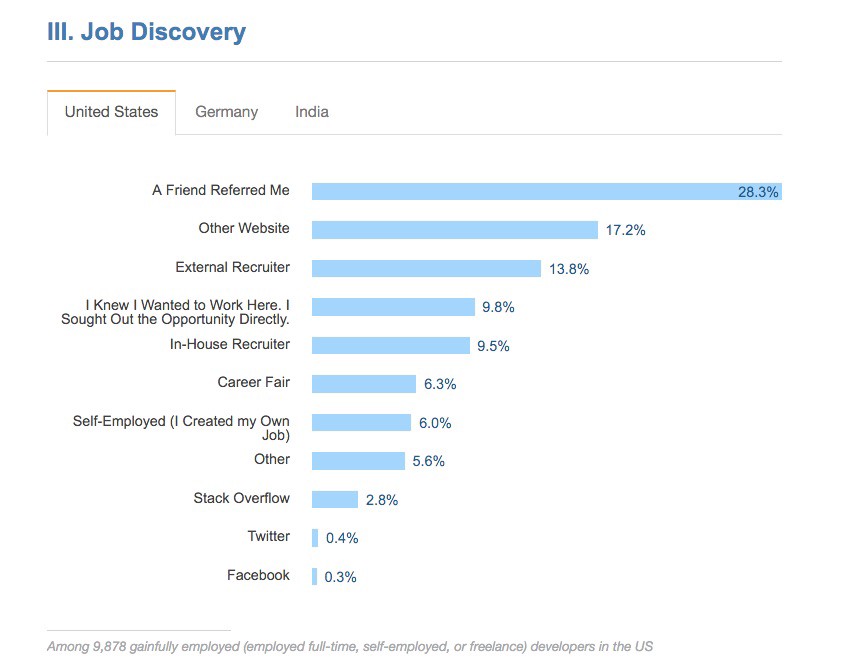 III. Job Discovery
United States
Germany
India
A Friend Referred Me
28.3%
Other Website
17.2%
External Recruiter
13.8%
I Knew I Wanted to Work Here. I
Sought Out the Opportunity Directly.
9.8%
In-House Recruiter
9.5%
Career Fair
6.3%
Self-Employed (I Created my Own
Job)
6.0%
Other
5.6%
Stack Overflow
2.8%
Twitter
0.4%
Facebook
0.3%
Among 9,878 gainfully employed (employed full-time, self-employed, or freelance) developers in the US